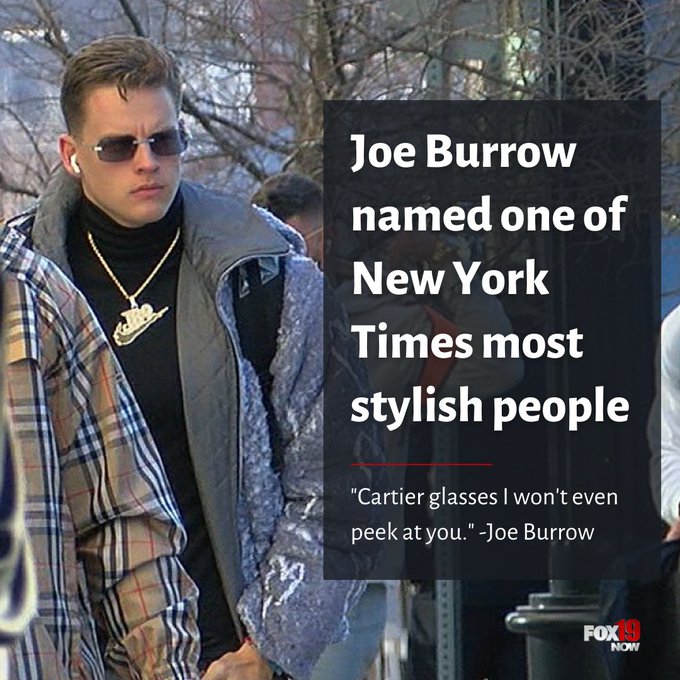 Joe Burrow
named one of
New York
Times most
stylish people
"Cartier glasses I won't even
peek at you." -Joe Burrow
JB9
FOX19
NOW